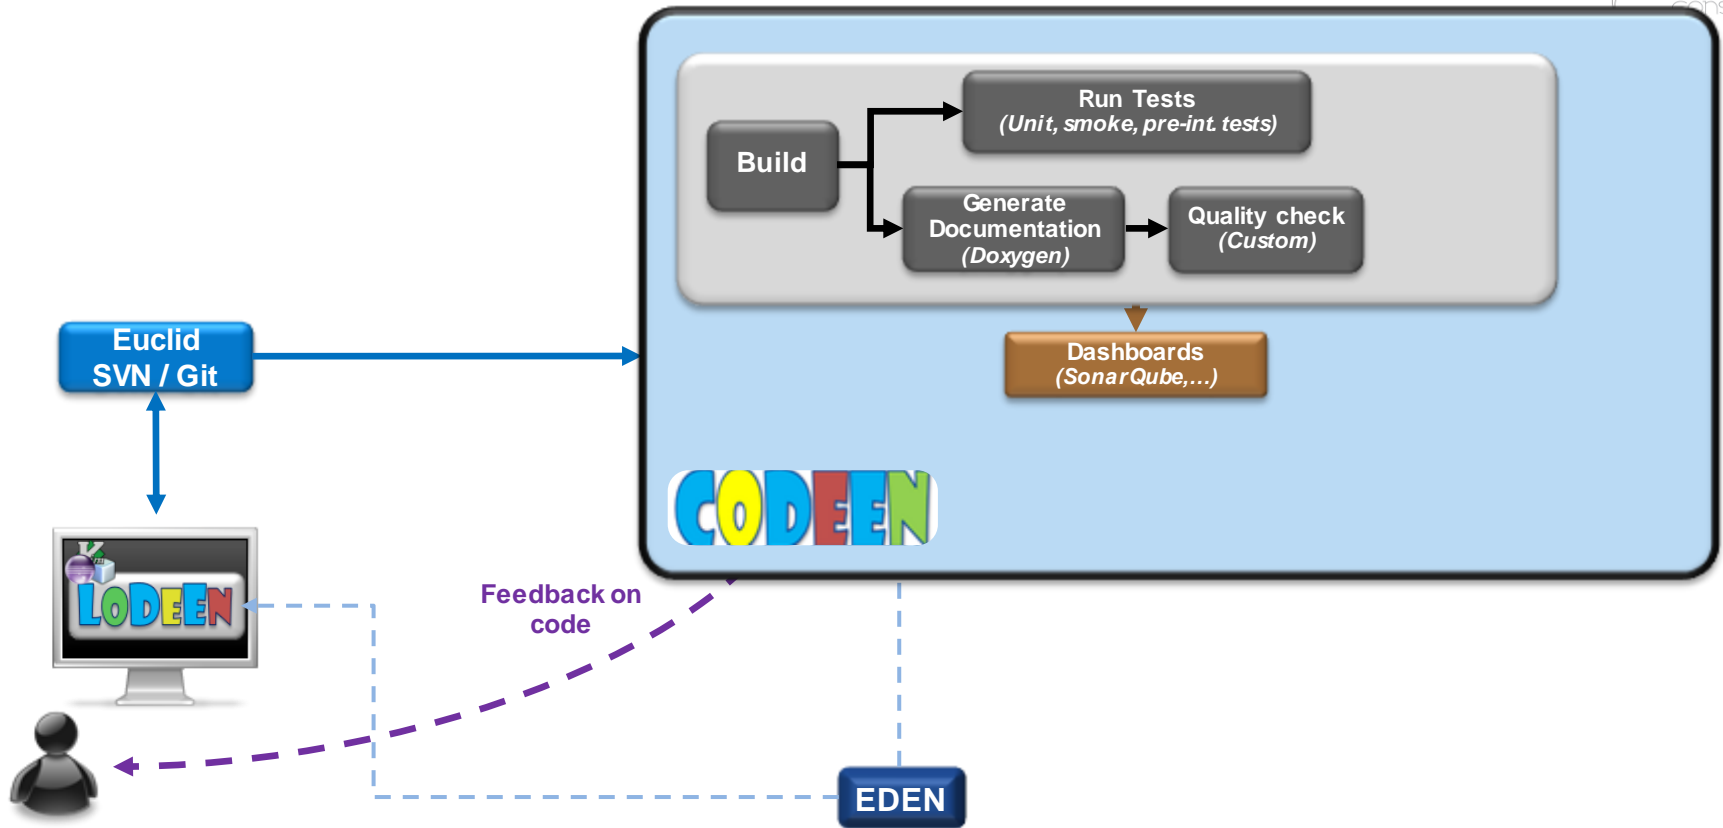 cons
Run Tests
(Unit, smoke, pre-int. tests)
Build
Generate
Documentation
(Doxygen)
Quality check
(Custom)
Euclid
SVN / Git
Dashboards
(SonarQube,...)
CODEEN
LODEEN
Feedback on
code
EDEN